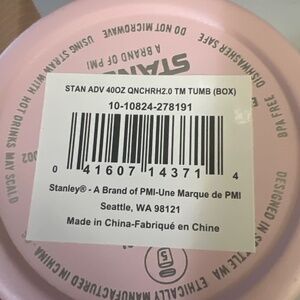 STAN ADV 40OZ QNCHRH2.0 TM TUMB (BOX)
10-10824-278191
0 41607 14371 4
Stanley® - A Brand of PMI-Une Marque de PMI
Seattle, WA 98121
Made in China-Fabriqué en Chine
DO NOT MICROWAVE
DISHWASHER SAFE
BPA FREE
USING STRAW WITH HOT DRINKS MAY SCALD
A BRAND OF PMI
STAN
DESIGNED IN SEATTLE WA
ETHICALLY MANUFACTURED IN CHINA
5